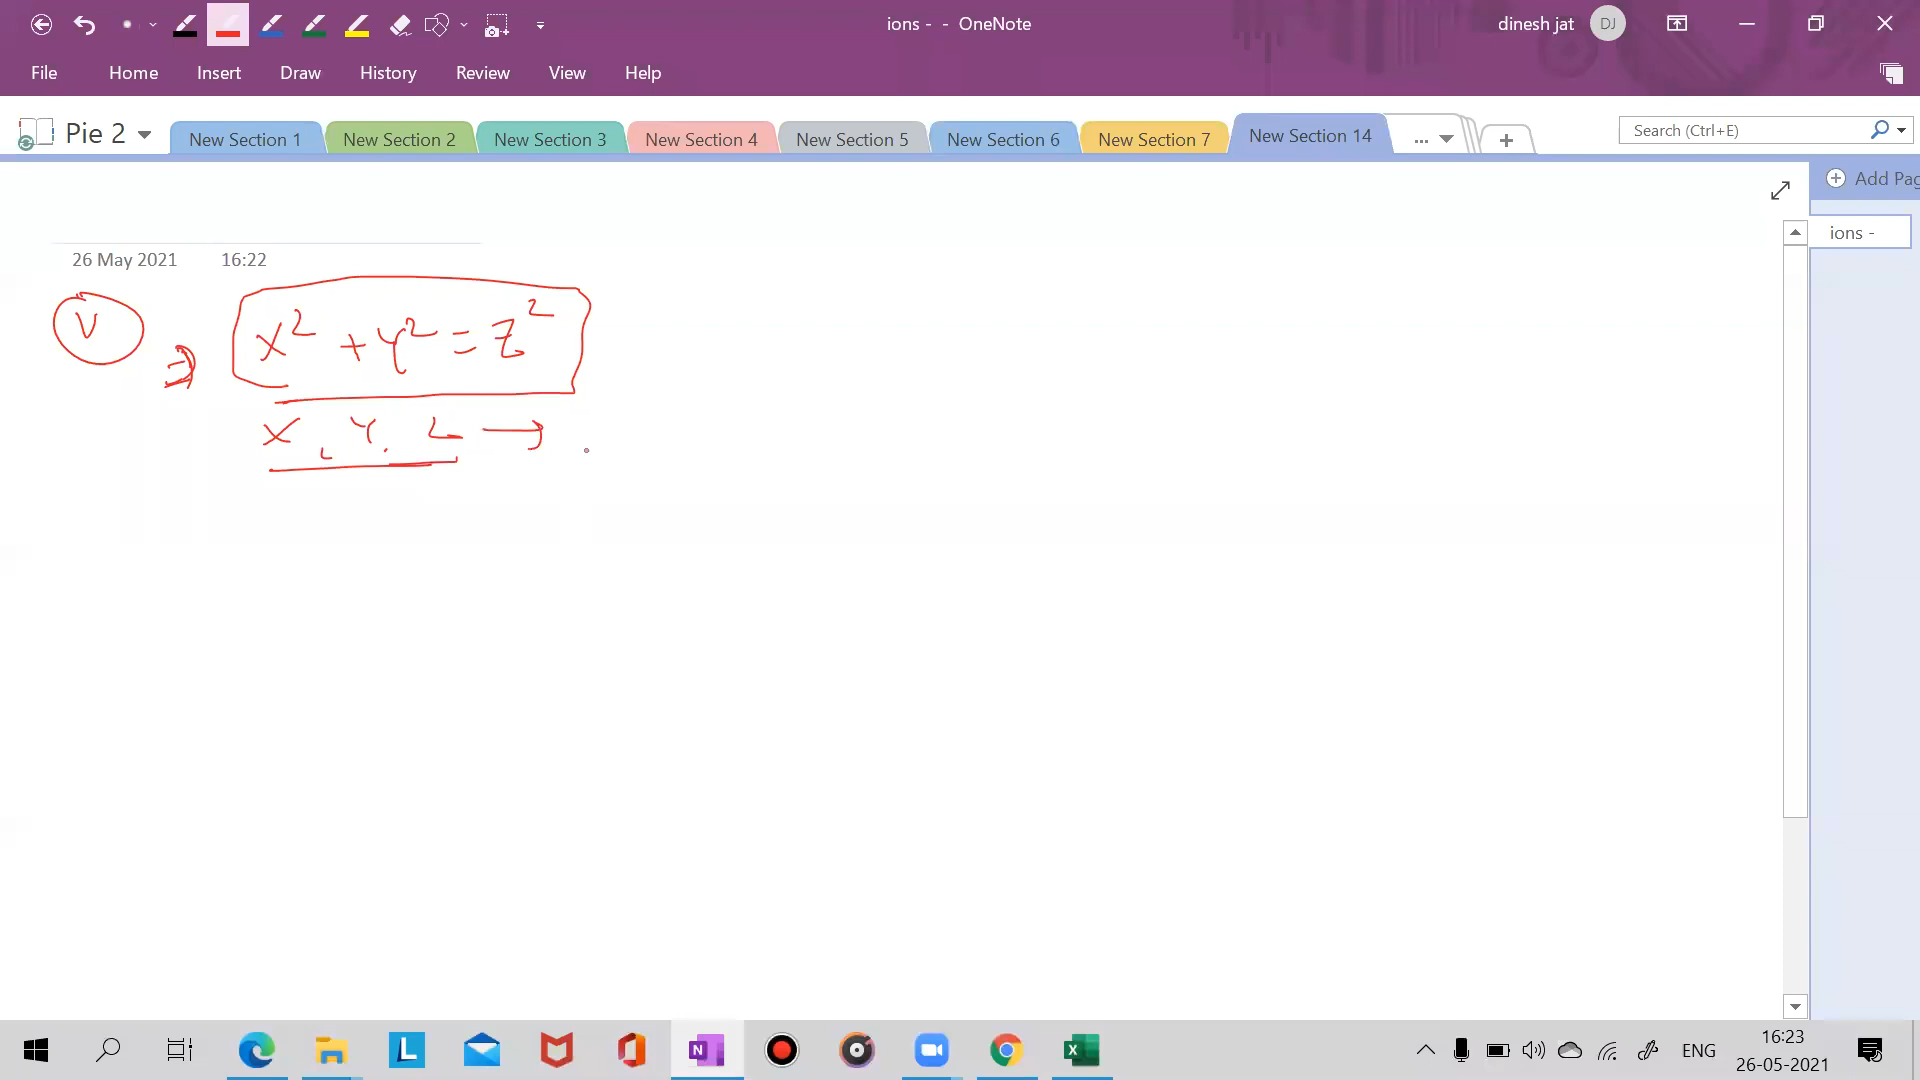 ions - - OneNote
dinesh jat DJ
File Home Insert Draw History Review View Help
Pie 2 New Section 1 New Section 2 New Section 3 New Section 4 New Section 5 New Section 6 New Section 7 New Section 14 ... Search (Ctrl+E)
Add Pag
ions -
26 May 2021 16:22
V
⇒ x² + y² = z²
x, y, z →
L N X
ENG 16:23
26-05-2021